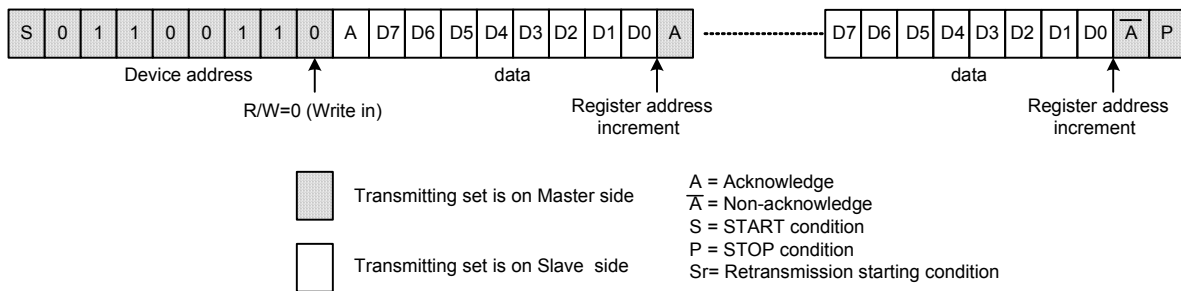 S 0 1 1 0 0 1 1 0 A D7 D6 D5 D4 D3 D2 D1 D0 A D7 D6 D5 D4 D3 D2 D1 D0 A̅ P
Device address data data
R/W=0 (Write in)
Register address
increment
Register address
increment
Transmitting set is on Master side
Transmitting set is on Slave side
A = Acknowledge
A̅ = Non-acknowledge
S = START condition
P = STOP condition
Sr= Retransmission starting condition